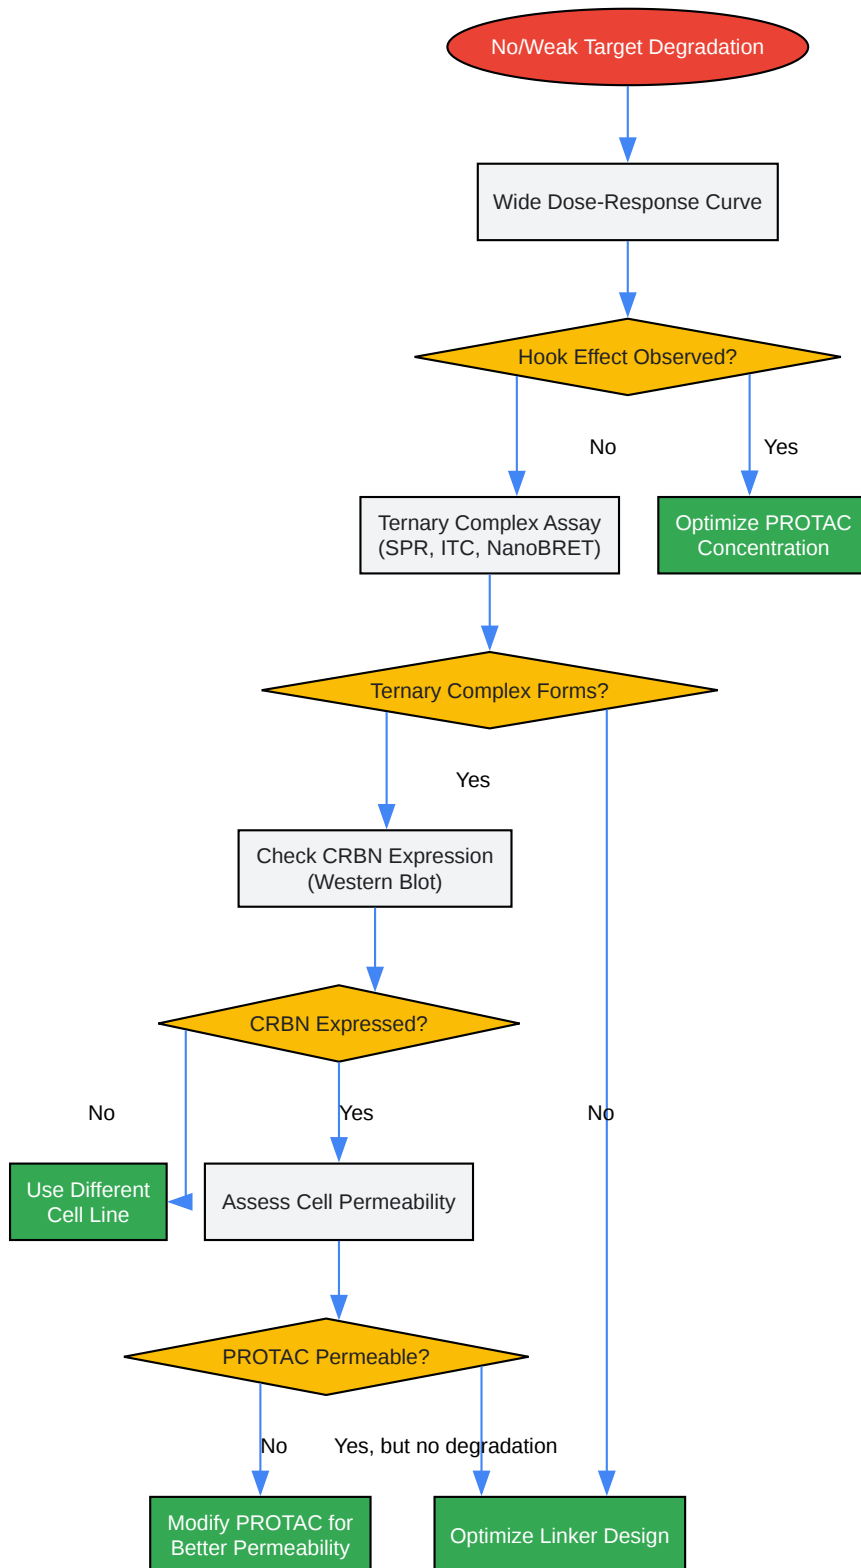 No/Weak Target Degradation
Wide Dose-Response Curve
Hook Effect Observed?
No
Yes
Ternary Complex Assay
(SPR, ITC, NanoBRET)
Optimize PROTAC
Concentration
Ternary Complex Forms?
Yes
Check CRBN Expression
(Western Blot)
CRBN Expressed?
No
Yes
No
Use Different
Cell Line
Assess Cell Permeability
PROTAC Permeable?
No
Yes, but no degradation
Modify PROTAC for
Better Permeability
Optimize Linker Design